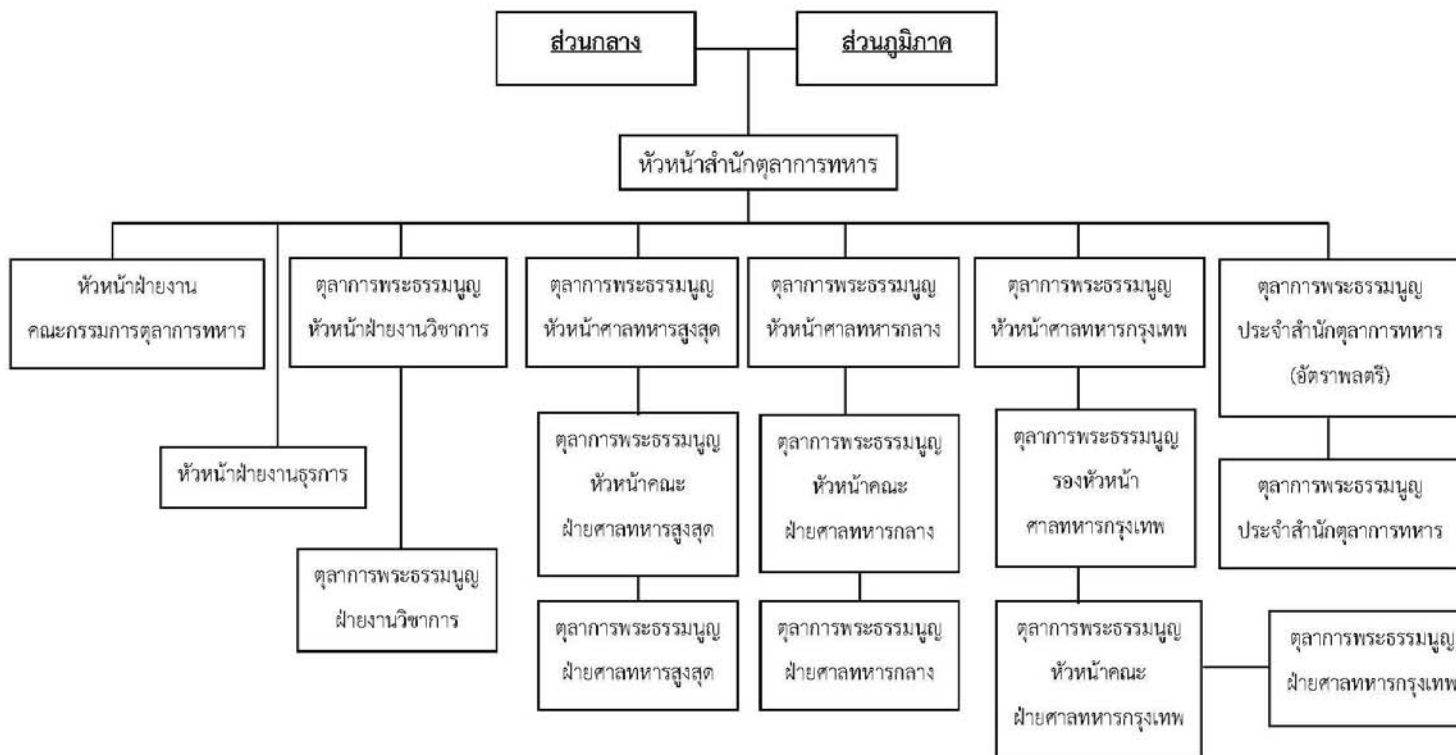 ส่วนกลาง
ส่วนภูมิภาค
หัวหน้าสำนักตุลาการทหาร
หัวหน้าฝ่ายงาน
คณะกรรมการตุลาการทหาร
ตุลาการพระธรรมนูญ
หัวหน้าฝ่ายงานวิชาการ
ตุลาการพระธรรมนูญ
หัวหน้าศาลทหารสูงสุด
ตุลาการพระธรรมนูญ
หัวหน้าศาลทหารกลาง
ตุลาการพระธรรมนูญ
หัวหน้าศาลทหารกรุงเทพ
ตุลาการพระธรรมนูญ
ประจำสำนักตุลาการทหาร
(อัตราพลตรี)
หัวหน้าฝ่ายงานธุรการ
ตุลาการพระธรรมนูญ
หัวหน้าคณะ
ฝ่ายศาลทหารสูงสุด
ตุลาการพระธรรมนูญ
หัวหน้าคณะ
ฝ่ายศาลทหารกลาง
ตุลาการพระธรรมนูญ
รองหัวหน้า
ศาลทหารกรุงเทพ
ตุลาการพระธรรมนูญ
ประจำสำนักตุลาการทหาร
ตุลาการพระธรรมนูญ
ฝ่ายงานวิชาการ
ตุลาการพระธรรมนูญ
ฝ่ายศาลทหารสูงสุด
ตุลาการพระธรรมนูญ
ฝ่ายศาลทหารกลาง
ตุลาการพระธรรมนูญ
หัวหน้าคณะ
ฝ่ายศาลทหารกรุงเทพ
ตุลาการพระธรรมนูญ
ฝ่ายศาลทหารกรุงเทพ